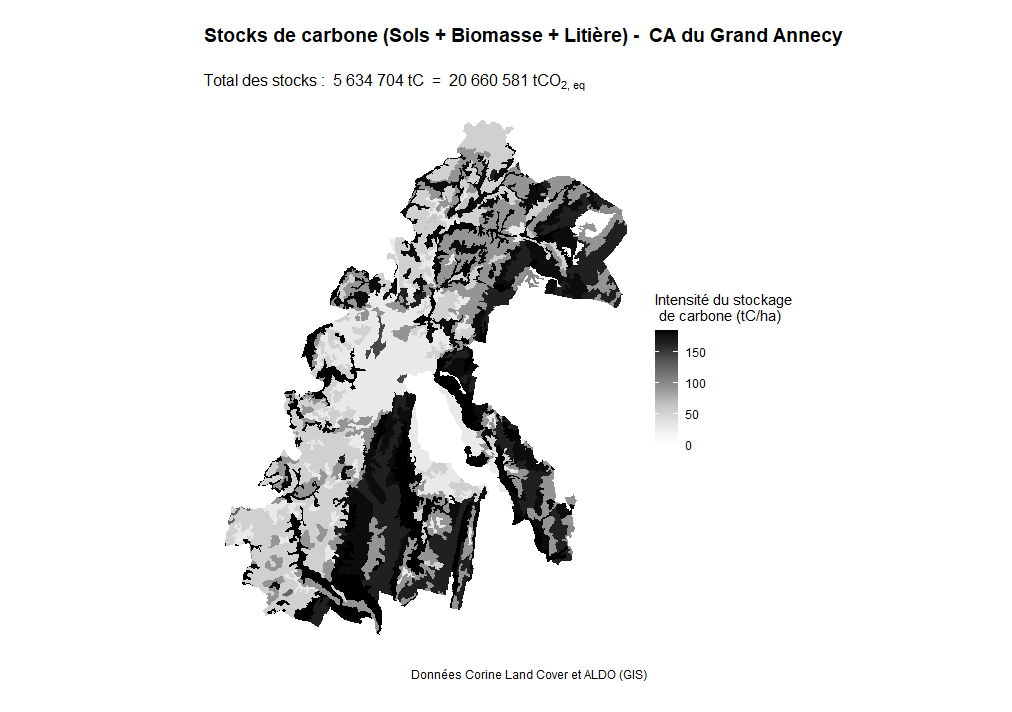 Stocks de carbone (Sols + Biomasse + Litière) - CA du Grand Annecy
Total des stocks : 5 634 704 tC = 20 660 581 tCO2, eq
Intensité du stockage
de carbone (tC/ha)
150
100
50
0
Données Corine Land Cover et ALDO (GIS)